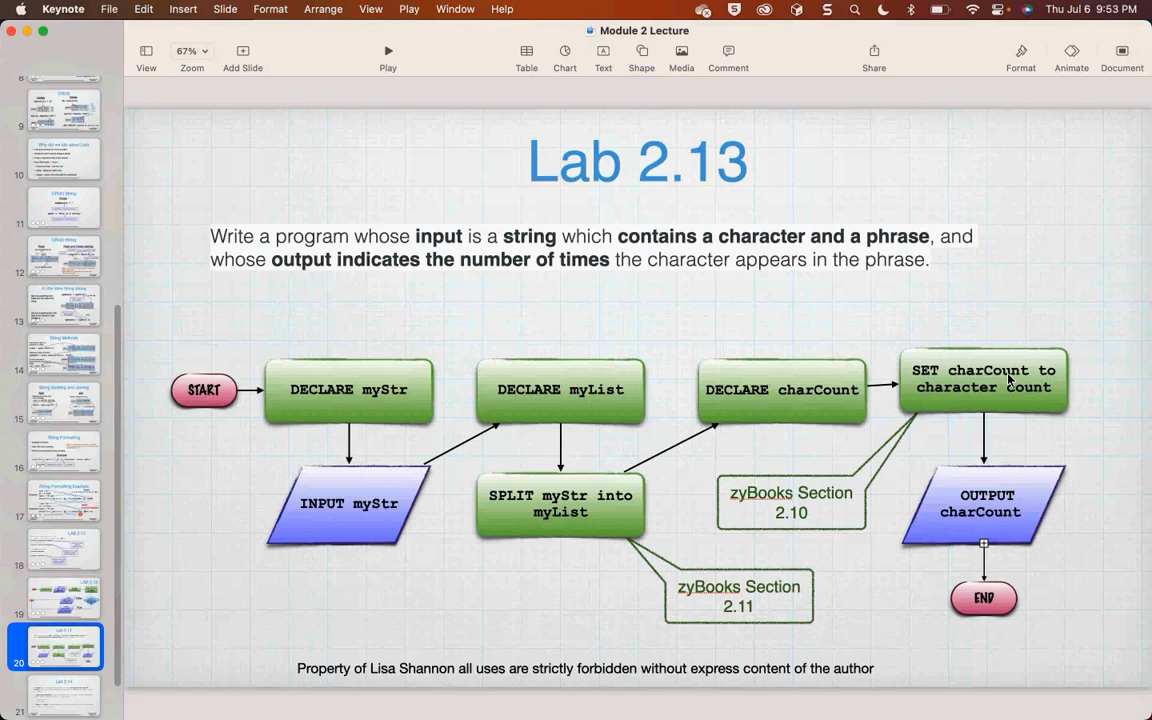 Keynote File Edit Insert Slide Format Arrange View Play Window Help Thu Jul 6 9:53 PM
Module 2 Lecture
67%
View Zoom Add Slide Play Table Chart Text Shape Media Comment Share Format Animate Document
8
9
10
11
12
13
14
15
16
17
18
19
20
21
Lab 2.13
Write a program whose input is a string which contains a character and a phrase, and
whose output indicates the number of times the character appears in the phrase.
START
DECLARE myStr
DECLARE myList
DECLARE charCount
SET charCount to
character count
INPUT myStr
SPLIT myStr into
myList
zyBooks Section
2.10
OUTPUT
charCount
zyBooks Section
2.11
END
Property of Lisa Shannon all uses are strictly forbidden without express content of the author